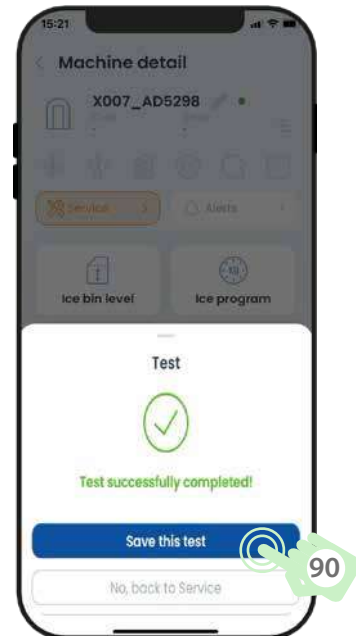 15:21
Machine detail
X007_AD5298
Service
Alerts
Ice bin level
Ice program
Test
Test successfully completed!
Save this test
90
No, back to Service